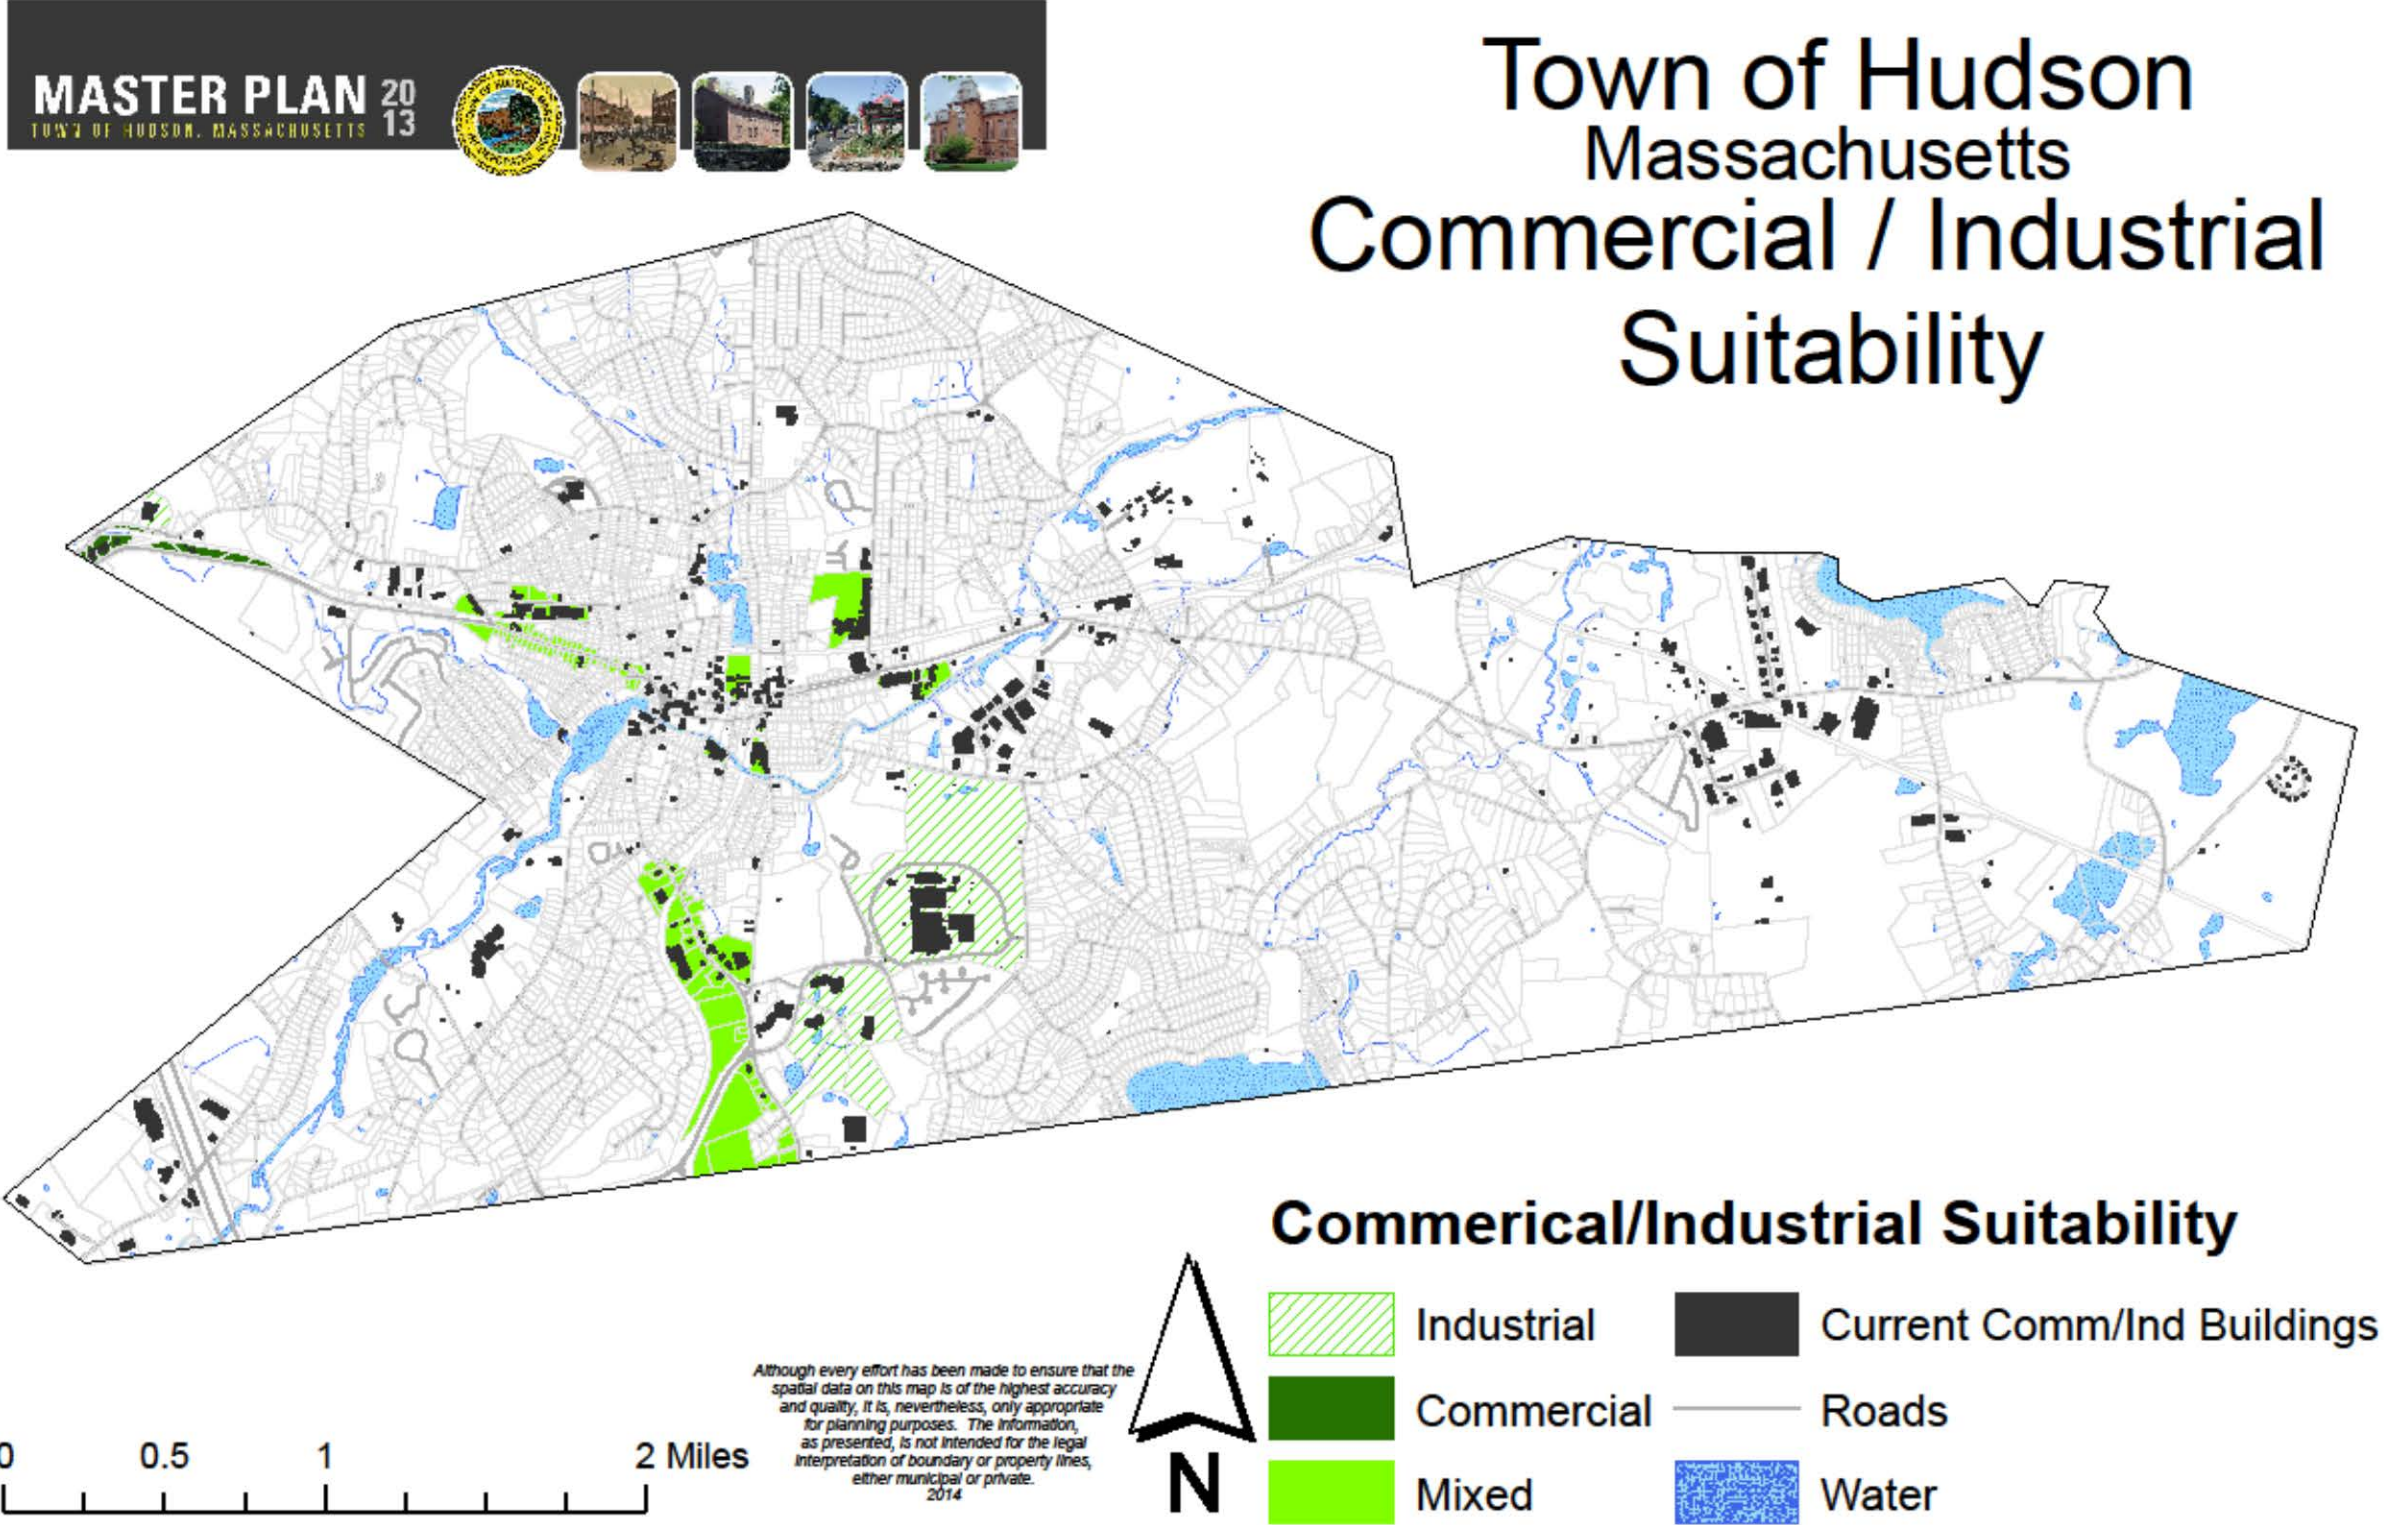 MASTER PLAN 20
13
TOWN OF HUDSON, MASSACHUSETTS
Town of Hudson
Massachusetts
Commercial / Industrial
Suitability
Commerical/Industrial Suitability
Industrial
Commercial
Mixed
Current Comm/Ind Buildings
Roads
Water
N
Although every effort has been made to ensure that the
spatial data on this map is of the highest accuracy
and quality, it is, nevertheless, only appropriate
for planning purposes. The information,
as presented, is not intended for the legal
interpretation of boundary or property lines,
either municipal or private.
2014
0 0.5 1 2 Miles